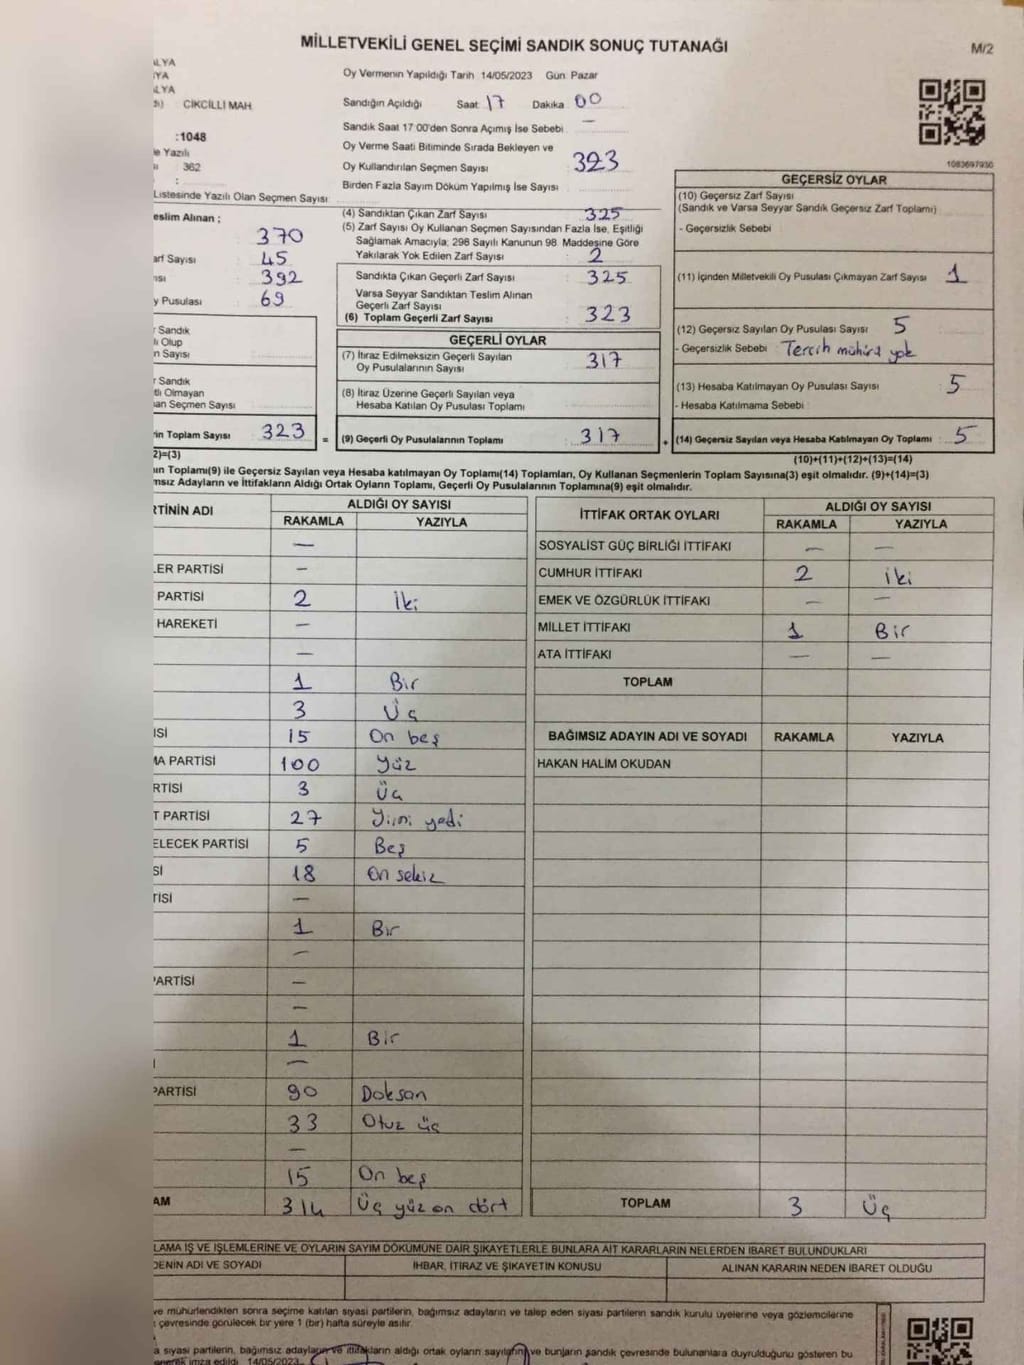 MİLLETVEKİLİ GENEL SEÇİMİ SANDIK SONUÇ TUTANAĞI
M/2
ALYA
Oy Vermenin Yapıldığı Tarih 14/05/2023 Gün Pazar
CİKCİLLİ MAH.
Sandığın Açıldığı Saat 17 Dakika 00
Sandık Saat 17:00'den Sonra Açımış İse Sebebi —
:1048
Oy Verme Saati Bitiminde Sırada Bekleyen ve
Oy Kullandırılan Seçmen Sayısı 323
e Yazılı
: 362
1083697930
Birden Fazla Sayım Döküm Yapılmış İse Sayısı
Listesinde Yazılı Olan Seçmen Sayısı
GEÇERSİZ OYLAR
(10) Geçersiz Zarf Sayısı
(Sandık ve Varsa Seyyar Sandık Geçersiz Zarf Toplamı)
- Geçersizlik Sebebi
eslim Alınan ;
370
arf Sayısı 45
ısı 392
y Pusulası 69
(4) Sandıktan Çıkan Zarf Sayısı 325
(5) Zarf Sayısı Oy Kullanan Seçmen Sayısından Fazla İse, Eşitliği
Sağlamak Amacıyla; 298 Sayılı Kanunun 98. Maddesine Göre
Yakılarak Yok Edilen Zarf Sayısı 2
Sandıkta Çıkan Geçerli Zarf Sayısı 325
Varsa Seyyar Sandıktan Teslim Alınan
Geçerli Zarf Sayısı
(6) Toplam Geçerli Zarf Sayısı 323
(11) İçinden Milletvekili Oy Pusulası Çıkmayan Zarf Sayısı 1
(12) Geçersiz Sayılan Oy Pusulası Sayısı 5
- Geçersizlik Sebebi Tercih mühürü yok
r Sandık
lı Olup
n Sayısı
GEÇERLİ OYLAR
(7) İtiraz Edilmeksizin Geçerli Sayılan
Oy Pusulalarının Sayısı 317
(8) İtiraz Üzerine Geçerli Sayılan veya
Hesaba Katılan Oy Pusulası Toplamı
(13) Hesaba Katılmayan Oy Pusulası Sayısı 5
- Hesaba Katılmama Sebebi
r Sandık
tlı Olmayan
an Seçmen Sayısı
rin Toplam Sayısı 323 = (9) Geçerli Oy Pusulalarının Toplamı 317 + (14) Geçersiz Sayılan veya Hesaba Katılmayan Oy Toplamı : 5
2)=(3)
(10)+(11)+(12)+(13)=(14)
ın Toplamı(9) ile Geçersiz Sayılan veya Hesaba katılmayan Oy Toplamı(14) Toplamları, Oy Kullanan Seçmenlerin Toplam Sayısına(3) eşit olmalıdır. (9)+(14)=(3)
msız Adayların ve İttifakların Aldığı Ortak Oyların Toplamı, Geçerli Oy Pusulalarının Toplamına(9) eşit olmalıdır.
RTİNİN ADI
ALDIĞI OY SAYISI
RAKAMLA YAZIYLA
—
LER PARTİSİ —
PARTİSİ 2 İki
HAREKETİ —
—
1 Bir
3 Üç
İSİ 15 On beş
MA PARTİSİ 100 Yüz
RTİSİ 3 Üç
T PARTİSİ 27 Yirmi yedi
ELECEK PARTİSİ 5 Beş
Sİ 18 On sekiz
TİSİ —
1 Bir
—
PARTİSİ —
—
1 Bir
—
PARTİSİ 90 Doksan
33 Otuz üç
—
15 On beş
AM 314 Üç yüz on dört
İTTİFAK ORTAK OYLARI
ALDIĞI OY SAYISI
RAKAMLA YAZIYLA
SOSYALİST GÜÇ BİRLİĞİ İTTİFAKI — —
CUMHUR İTTİFAKI 2 İki
EMEK VE ÖZGÜRLÜK İTTİFAKI — —
MİLLET İTTİFAKI 1 Bir
ATA İTTİFAKI — —
TOPLAM
BAĞIMSIZ ADAYIN ADI VE SOYADI RAKAMLA YAZIYLA
HAKAN HALİM OKUDAN
TOPLAM 3 Üç
LAMA İŞ VE İŞLEMLERİNE VE OYLARIN SAYIM DÖKÜMÜNE DAİR ŞİKAYETLERLE BUNLARA AİT KARARLARIN NELERDEN İBARET BULUNDUKLARI
DENİN ADI VE SOYADI İHBAR, İTİRAZ VE ŞİKAYETİN KONUSU ALINAN KARARIN NEDEN İBARET OLDUĞU
ve mühürlendikten sonra seçime katılan siyasi partilerin, bağımsız adayların ve talep eden siyasi partilerin sandık kurulu üyelerine veya gözlemcilerine
çevresinde görülecek bir yere 1 (bir) hafta süreyle asılır.
a siyasi partilerin, bağımsız adayların ve ittifakların aldığı ortak oyların sayılarını ve bunların sandık çevresinde bulunanlara duyrulduğunu gösteren bu
enerek imza edildi. 14/05/2023